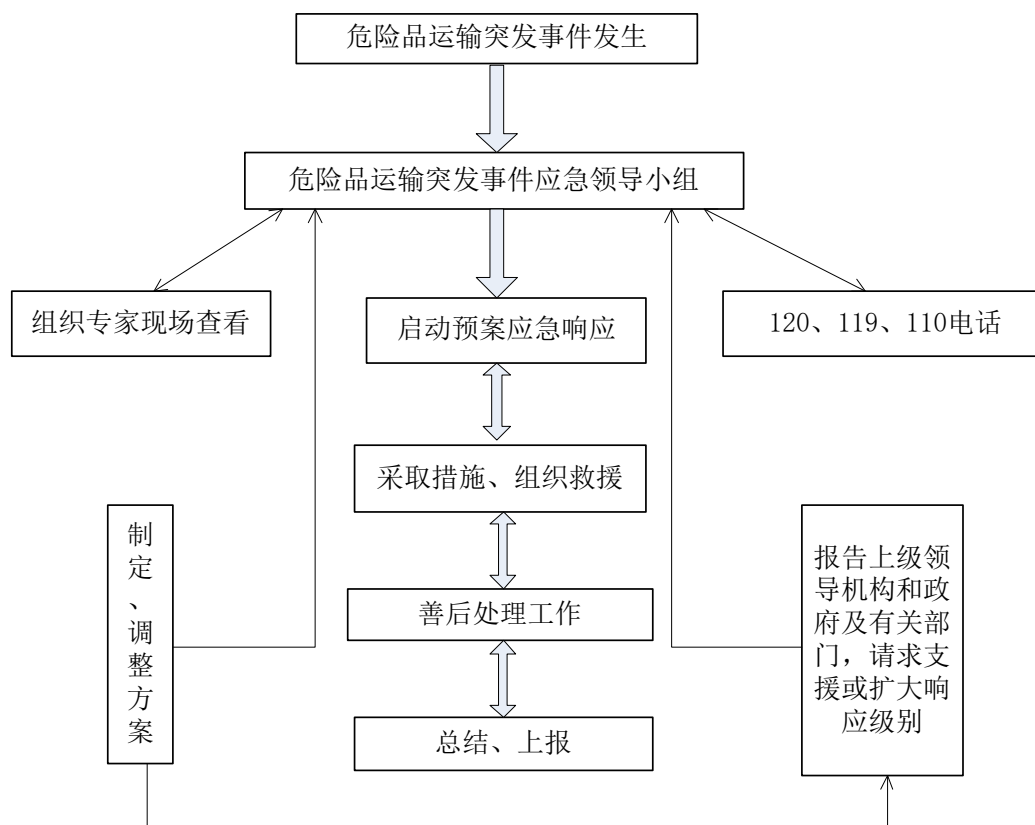 危险品运输突发事件发生
危险品运输突发事件应急领导小组
组织专家现场查看
启动预案应急响应
120、119、110电话
采取措施、组织救援
制
定
、
调
整
方
案
善后处理工作
总结、上报
报告上级领
导机构和政
府及有关部
门，请求支
援或扩大响
应级别